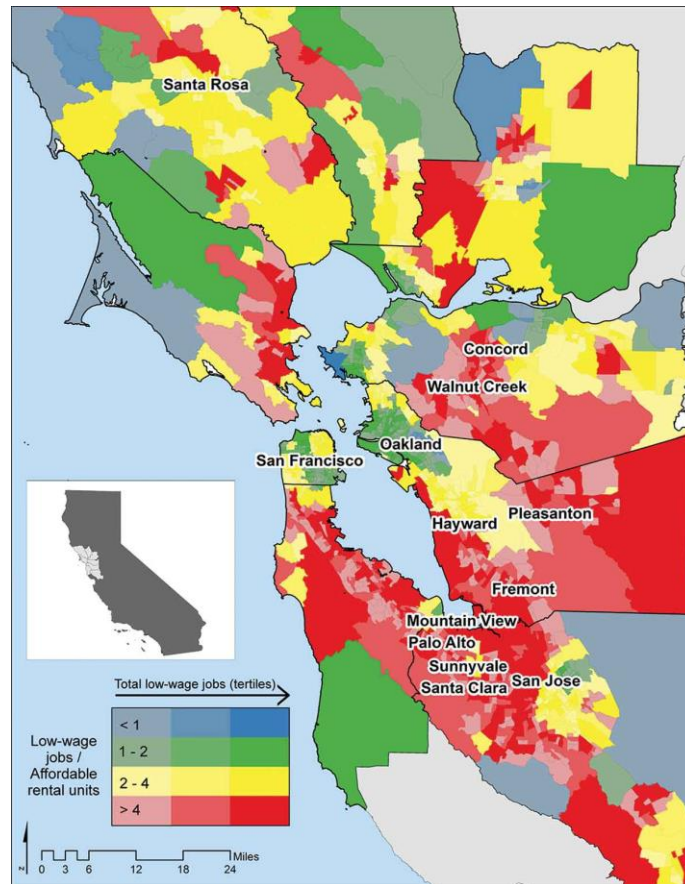 Santa Rosa
Concord
Walnut Creek
Oakland
San Francisco
Pleasanton
Hayward
Fremont
Mountain View
Palo Alto
Sunnyvale
San Jose
Santa Clara
Total low-wage jobs (tertiles)
Low-wage
jobs /
Affordable
rental units
< 1
1 - 2
2 - 4
> 4
N
Miles
0 3 6 12 18 24